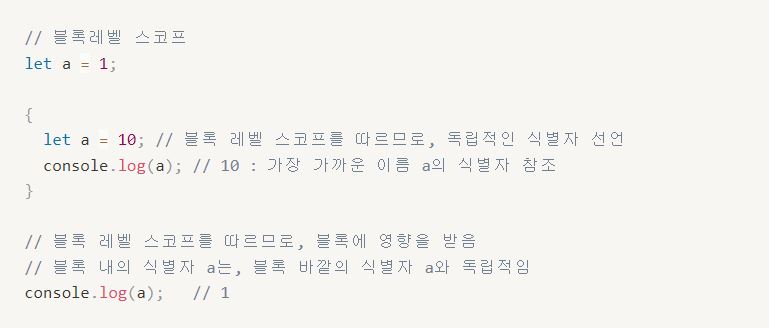 // 블록레벨 스코프
let a = 1;
{
let a = 10; // 블록 레벨 스코프를 따르므로, 독립적인 식별자 선언
console.log(a); // 10 : 가장 가까운 이름 a의 식별자 참조
}
// 블록 레벨 스코프를 따르므로, 블록에 영향을 받음
// 블록 내의 식별자 a는, 블록 바깥의 식별자 a와 독립적임
console.log(a); // 1